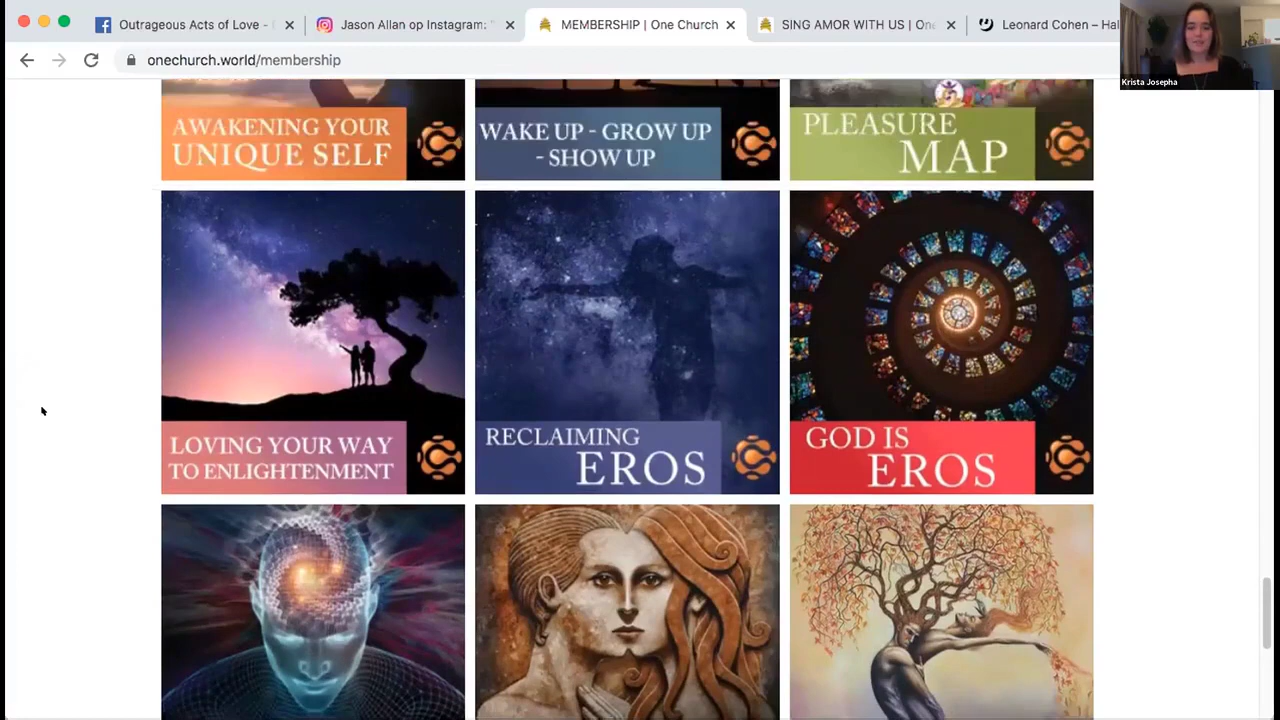 Outrageous Acts of Love -
Jason Allan op Instagram: "
MEMBERSHIP | One Church
SING AMOR WITH US | On
Leonard Cohen – Hal
onechurch.world/membership
Krista Josepha
AWAKENING YOUR
UNIQUE SELF
WAKE UP - GROW UP
- SHOW UP
PLEASURE
MAP
LOVING YOUR WAY
TO ENLIGHTENMENT
RECLAIMING
EROS
GOD IS
EROS